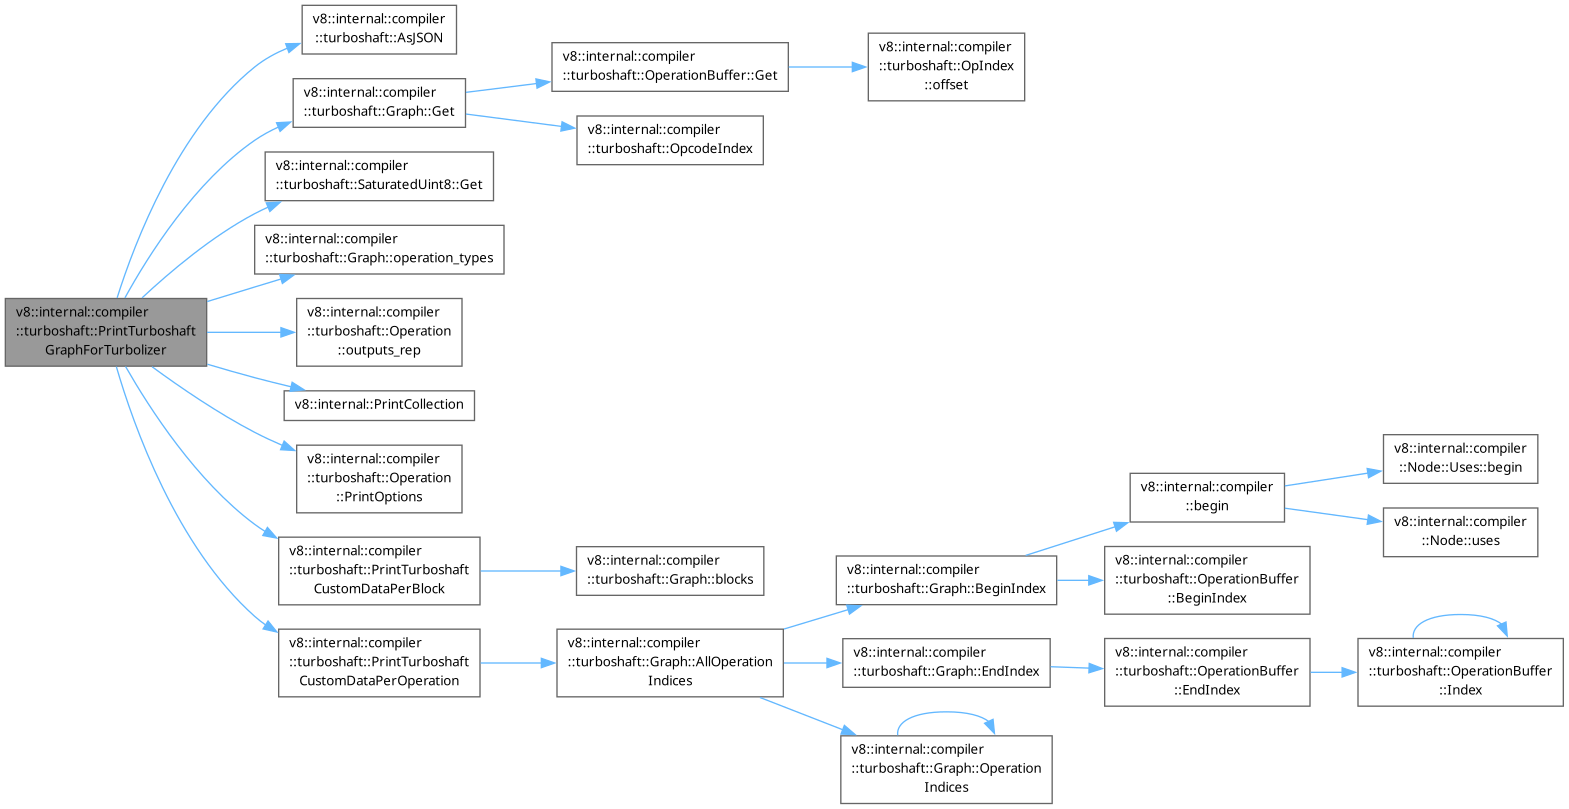 v8::internal::compiler
::turboshaft::PrintTurboshaft
GraphForTurbolizer
v8::internal::compiler
::turboshaft::AsJSON
v8::internal::compiler
::turboshaft::Graph::Get
v8::internal::compiler
::turboshaft::OperationBuffer::Get
v8::internal::compiler
::turboshaft::OpIndex
::offset
v8::internal::compiler
::turboshaft::OpcodeIndex
v8::internal::compiler
::turboshaft::SaturatedUint8::Get
v8::internal::compiler
::turboshaft::Graph::operation_types
v8::internal::compiler
::turboshaft::Operation
::outputs_rep
v8::internal::PrintCollection
v8::internal::compiler
::turboshaft::Operation
::PrintOptions
v8::internal::compiler
::turboshaft::PrintTurboshaft
CustomDataPerBlock
v8::internal::compiler
::turboshaft::Graph::blocks
v8::internal::compiler
::turboshaft::PrintTurboshaft
CustomDataPerOperation
v8::internal::compiler
::turboshaft::Graph::AllOperation
Indices
v8::internal::compiler
::turboshaft::Graph::BeginIndex
v8::internal::compiler
::begin
v8::internal::compiler
::Node::Uses::begin
v8::internal::compiler
::Node::uses
v8::internal::compiler
::turboshaft::OperationBuffer
::BeginIndex
v8::internal::compiler
::turboshaft::Graph::EndIndex
v8::internal::compiler
::turboshaft::OperationBuffer
::EndIndex
v8::internal::compiler
::turboshaft::OperationBuffer
::Index
v8::internal::compiler
::turboshaft::Graph::Operation
Indices